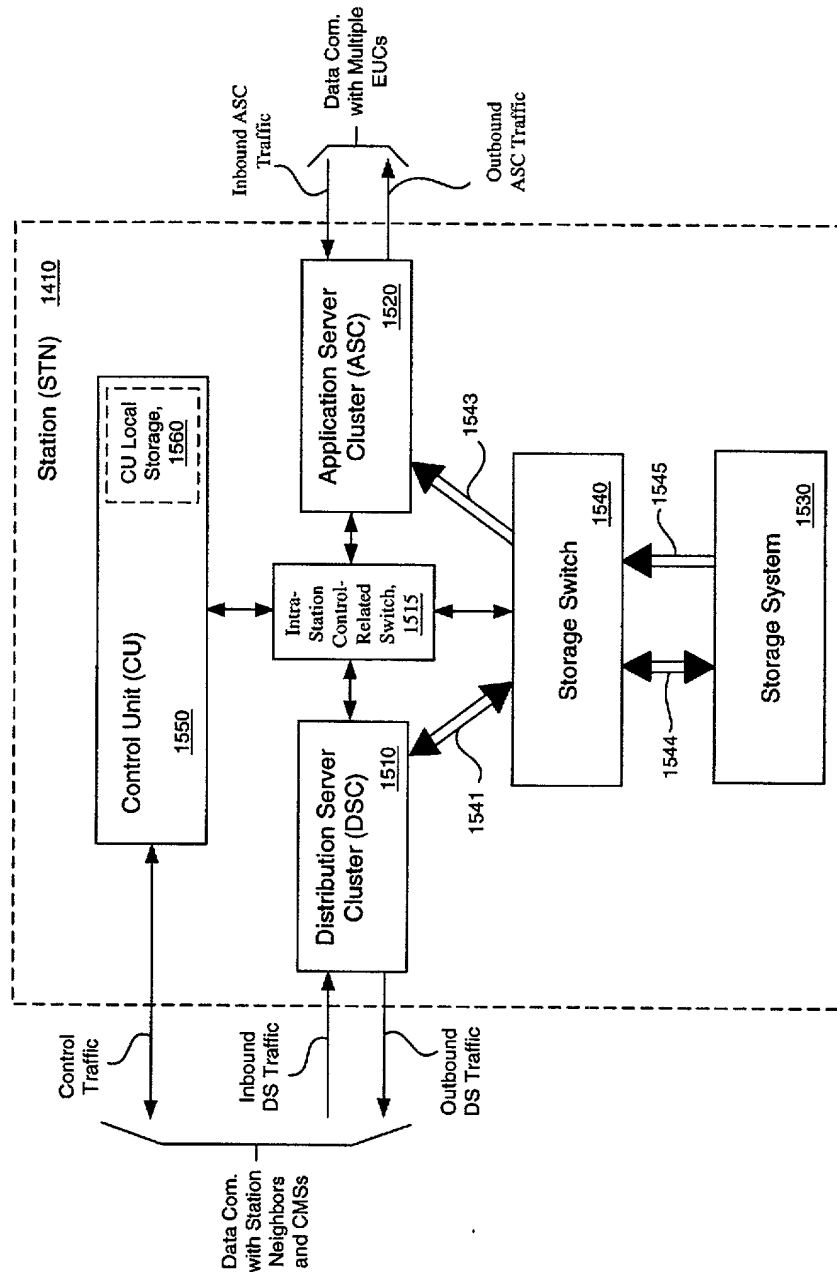 Station (STN)
1410
Control Unit (CU)
1550
CU Local
Storage,
1560
Control
Traffic
Intra-
Station
Control-
Related
Switch,
1515
Distribution Server
Cluster (DSC)
1510
Application Server
Cluster (ASC)
1520
Inbound
DS Traffic
Outbound
DS Traffic
Data Com.
with Station
Neighbors
and CMSs
Inbound ASC
Traffic
Outbound
ASC Traffic
Data Com.
with Multiple
EUCs
1541
1543
Storage Switch
1540
1544
1545
Storage System
1530